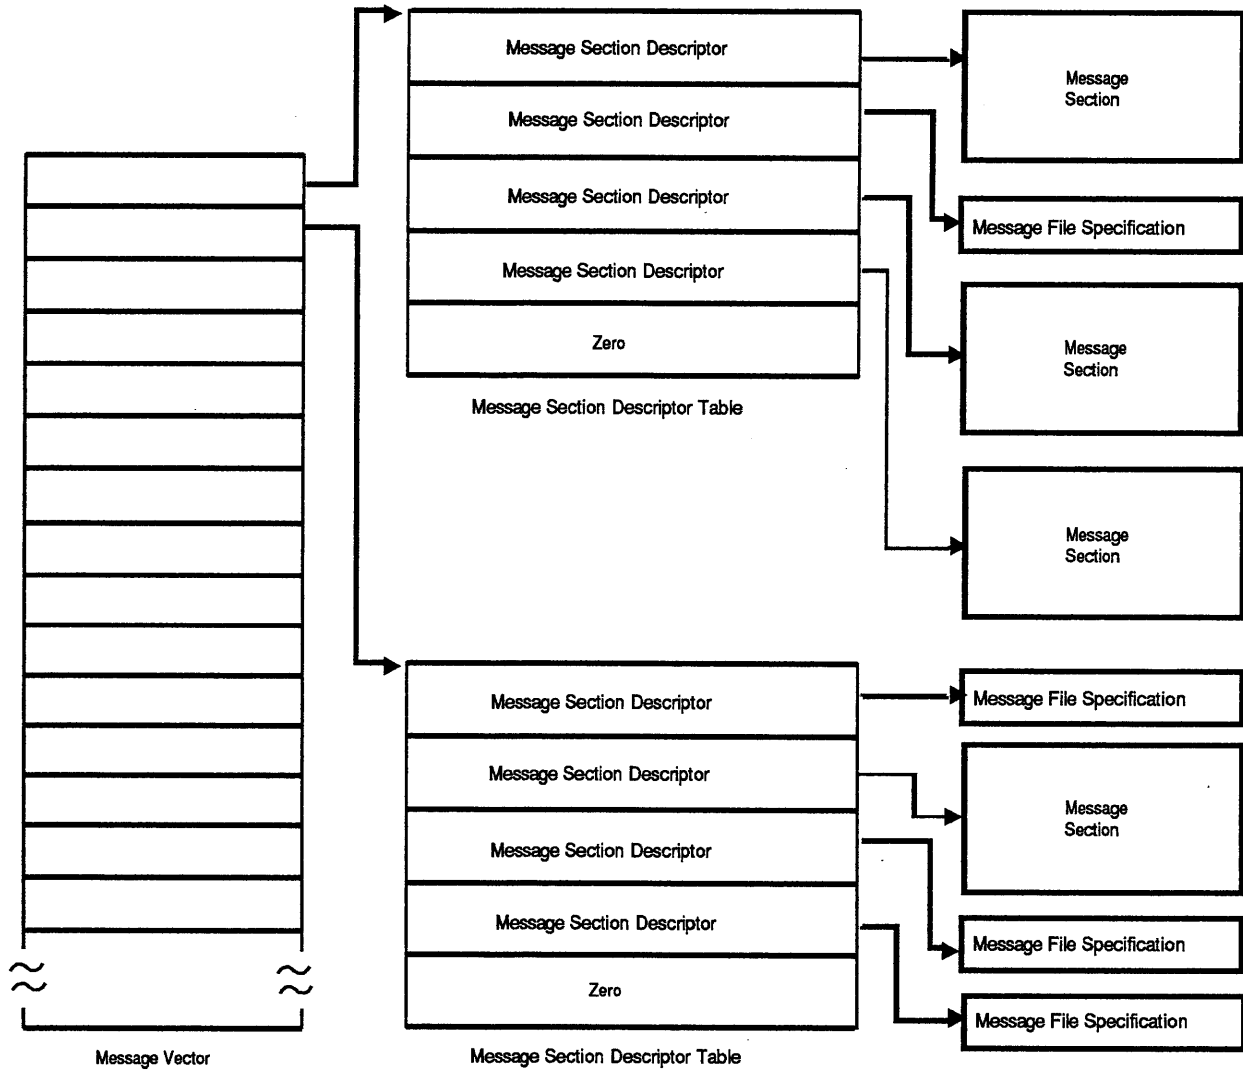 Message Section Descriptor
Message Section Descriptor
Message Section Descriptor
Message Section Descriptor
Zero
Message Section Descriptor Table
Message
Section
Message File Specification
Message
Section
Message
Section
Message Section Descriptor
Message Section Descriptor
Message Section Descriptor
Message Section Descriptor
Zero
Message Section Descriptor Table
Message File Specification
Message
Section
Message File Specification
Message File Specification
Message Vector